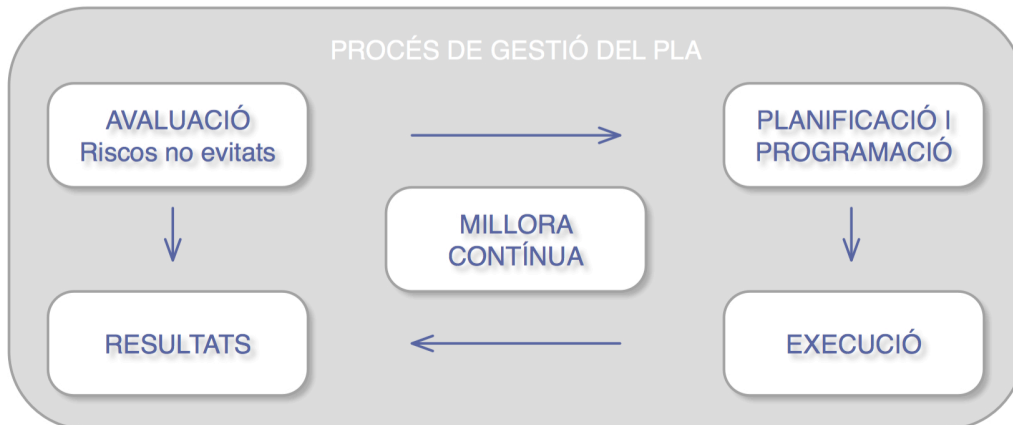 PROCÉS DE GESTIÓ DEL PLA
AVALUACIÓ
Riscos no evitats
PLANIFICACIÓ I
PROGRAMACIÓ
MILLORA
CONTÍNUA
RESULTATS
EXECUCIÓ